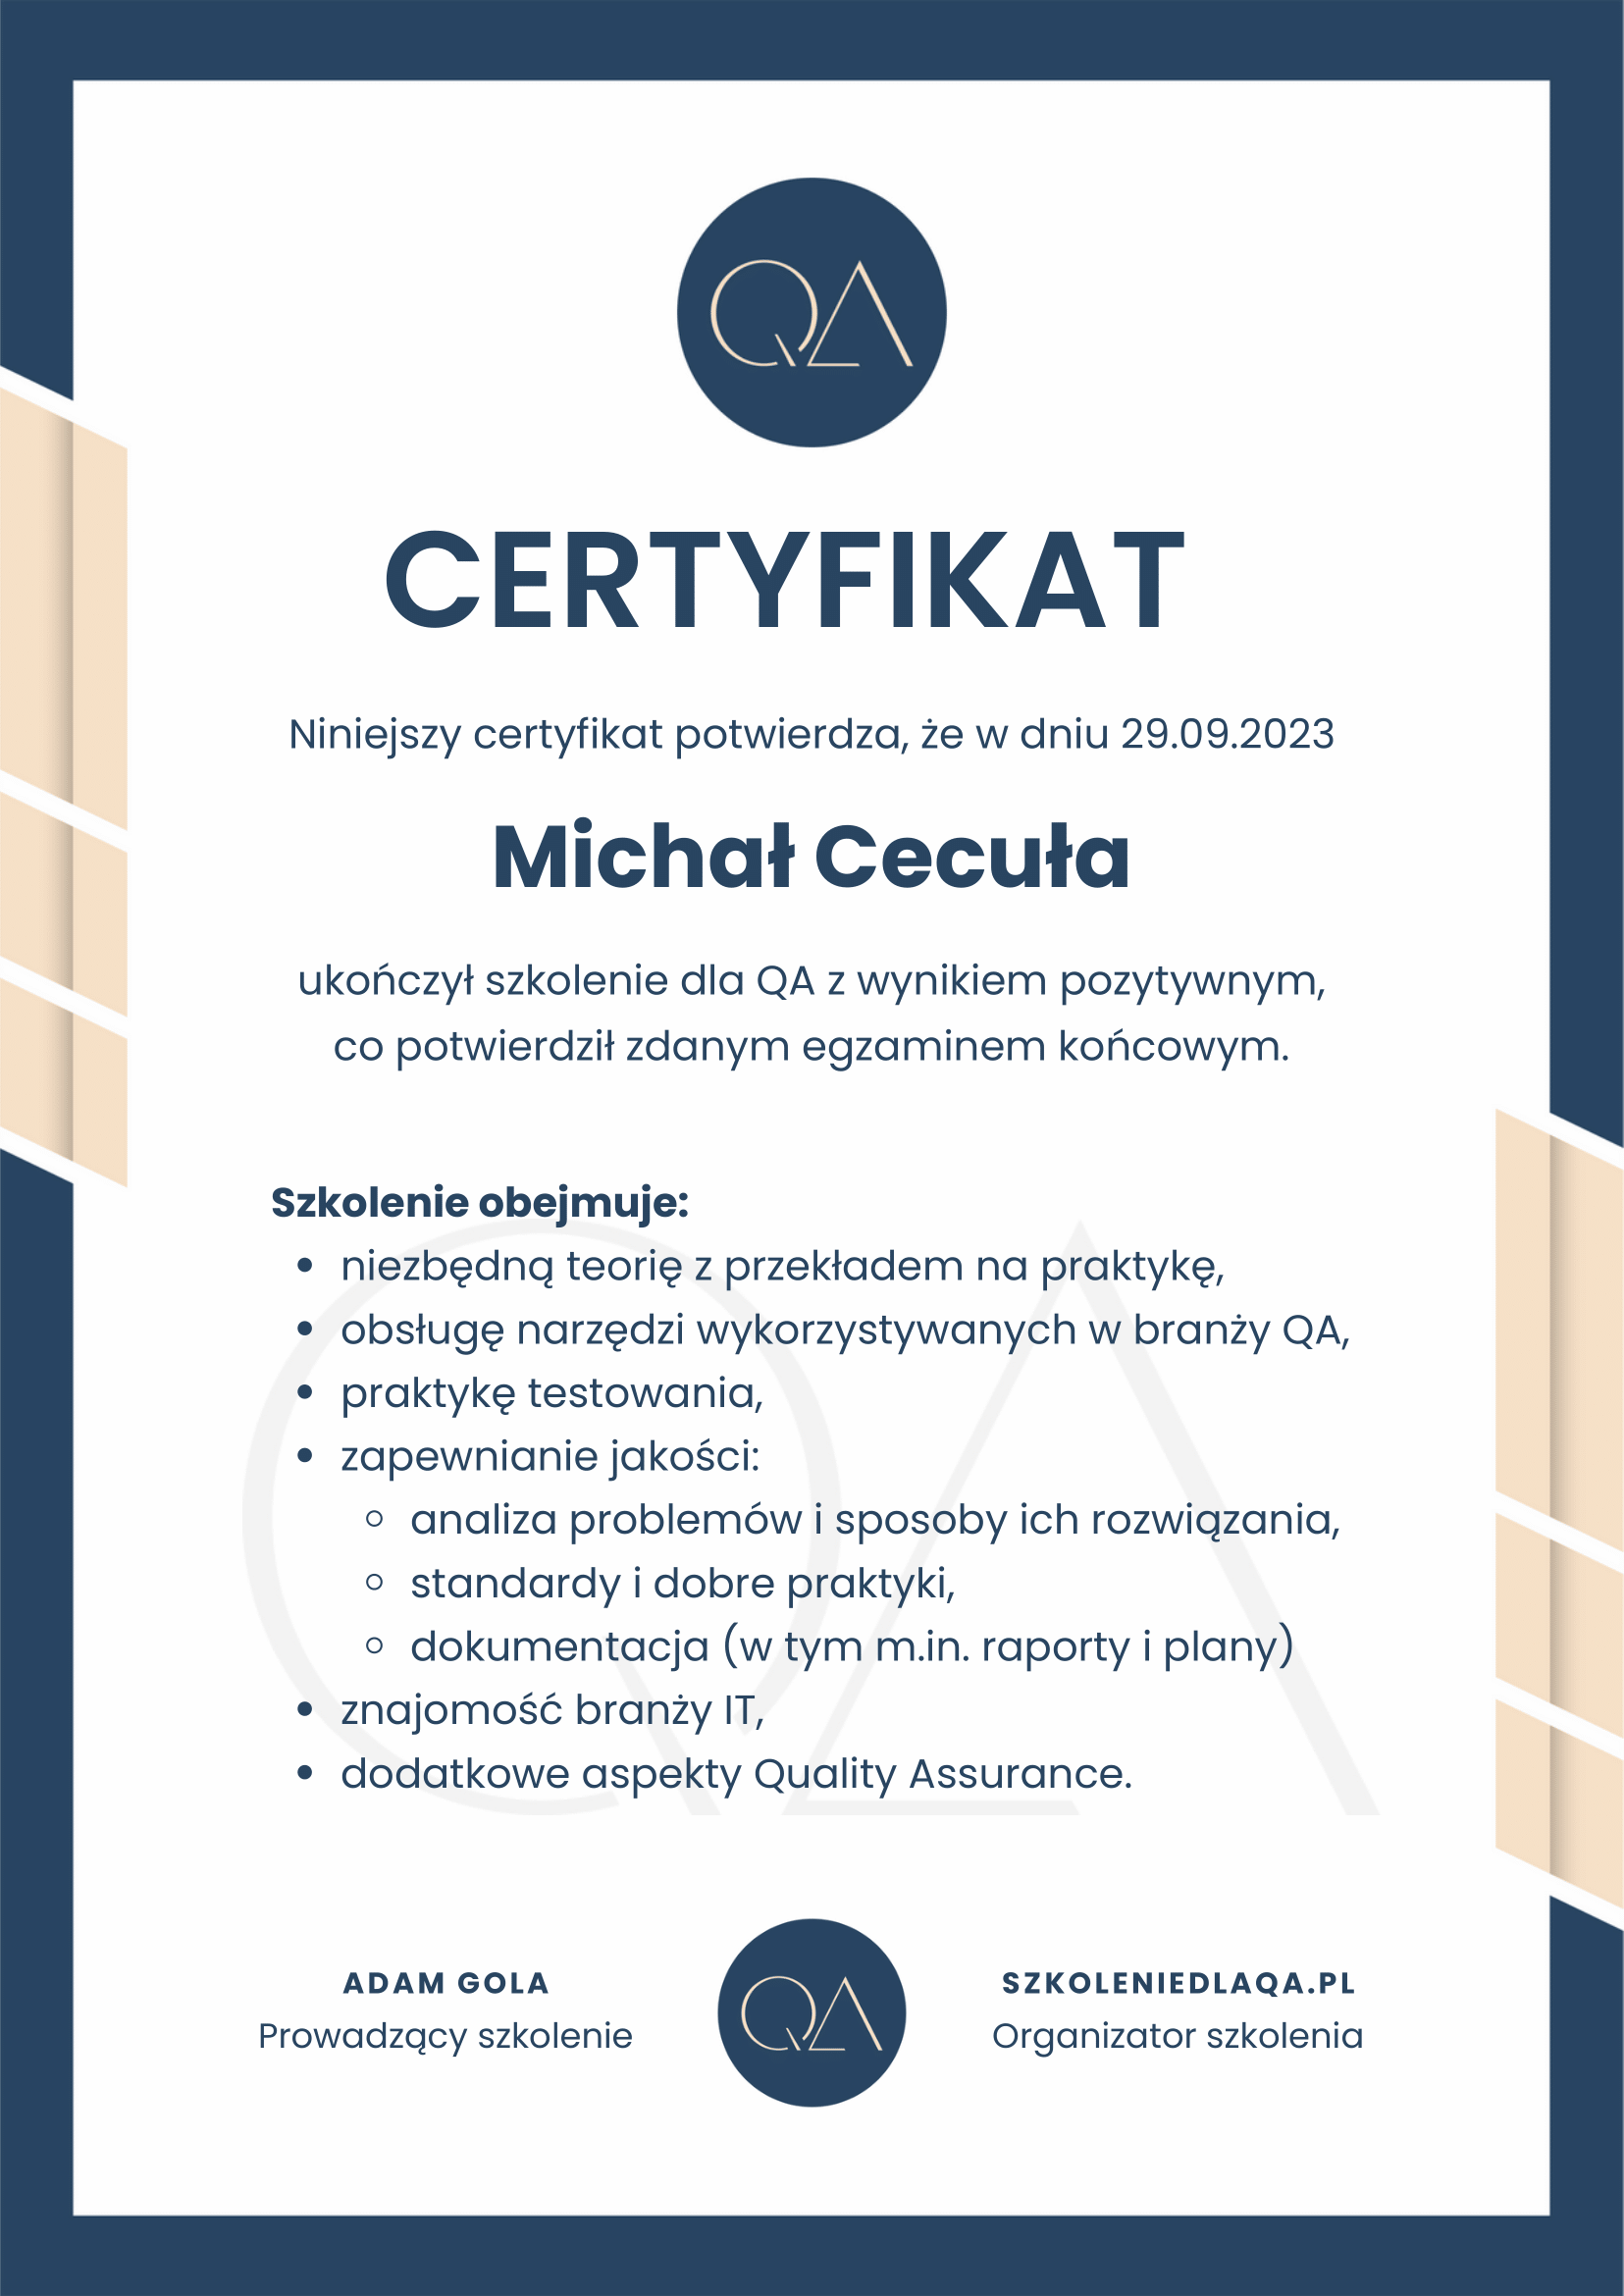 QA
CERTYFIKAT
Niniejszy certyfikat potwierdza, że w dniu 29.09.2023
Michał Cecuła
ukończył szkolenie dla QA z wynikiem pozytywnym,
co potwierdził zdanym egzaminem końcowym.
Szkolenie obejmuje:
• niezbędną teorię z przekładem na praktykę,
• obsługę narzędzi wykorzystywanych w branży QA,
• praktykę testowania,
• zapewnianie jakości:
○ analiza problemów i sposoby ich rozwiązania,
○ standardy i dobre praktyki,
○ dokumentacja (w tym m.in. raporty i plany)
• znajomość branży IT,
• dodatkowe aspekty Quality Assurance.
QA
ADAM GOLA
Prowadzący szkolenie
QA
SZKOLENIEDLAQA.PL
Organizator szkolenia